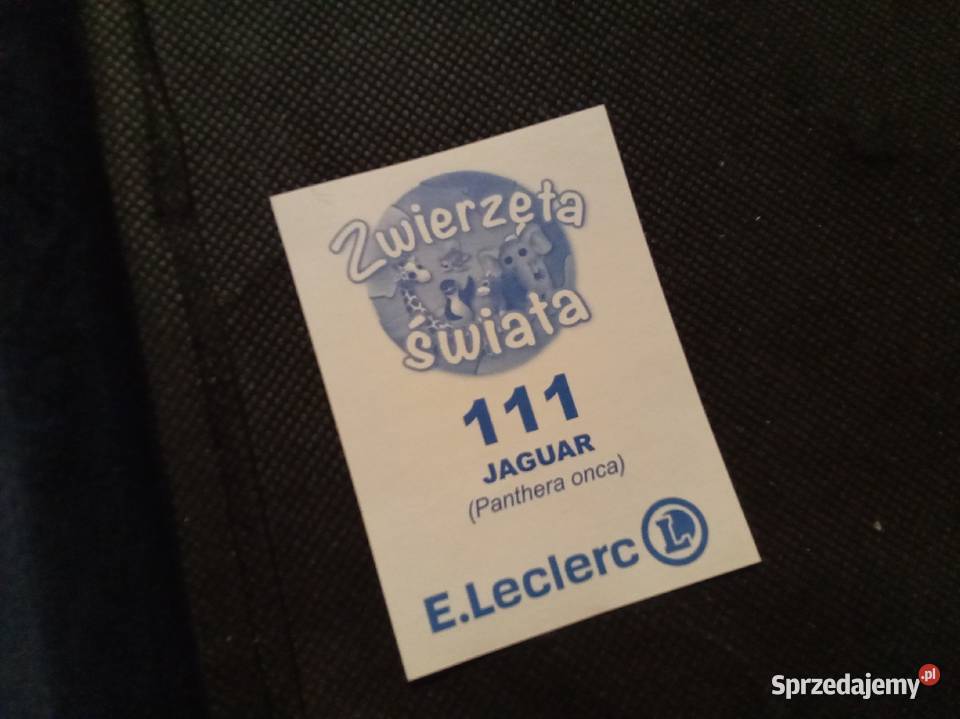 Zwierzęta
świata
111
JAGUAR
(Panthera onca)
E.Leclerc L
Sprzedajemy.pl